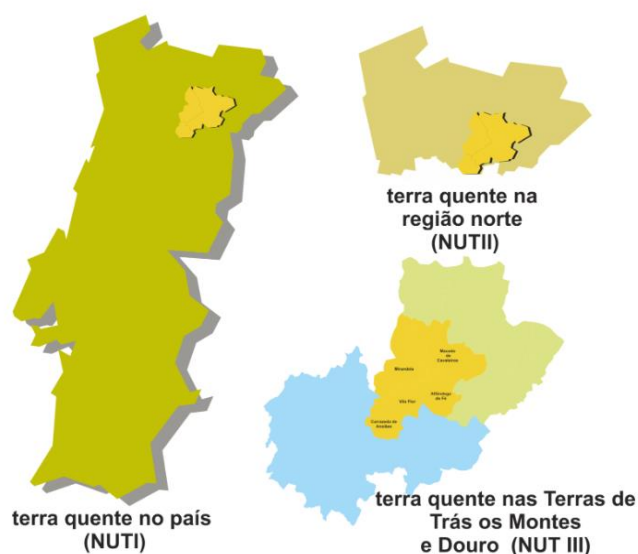 terra quente no país
(NUTI)
terra quente na
região norte
(NUTII)
Macedo
de
Cavaleiros
Mirandela
Alfândega
da Fé
Vila Flor
Carrazeda de
Ansiães
terra quente nas Terras de
Trás os Montes
e Douro (NUT III)